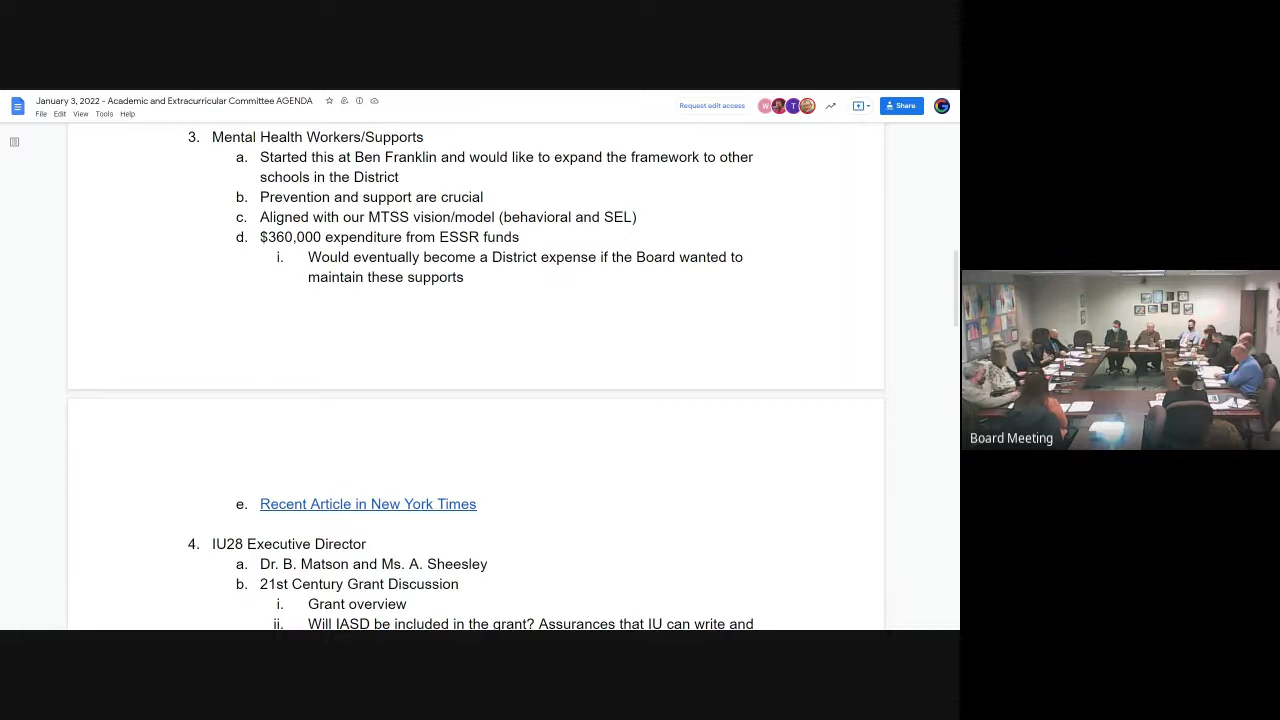 January 3, 2022 - Academic and Extracurricular Committee AGENDA
File Edit View Tools Help
Request edit access
W
T
Share
3. Mental Health Workers/Supports
a. Started this at Ben Franklin and would like to expand the framework to other
schools in the District
b. Prevention and support are crucial
c. Aligned with our MTSS vision/model (behavioral and SEL)
d. $360,000 expenditure from ESSR funds
i. Would eventually become a District expense if the Board wanted to
maintain these supports
e. Recent Article in New York Times
4. IU28 Executive Director
a. Dr. B. Matson and Ms. A. Sheesley
b. 21st Century Grant Discussion
i. Grant overview
ii. Will IASD be included in the grant? Assurances that IU can write and
Board Meeting